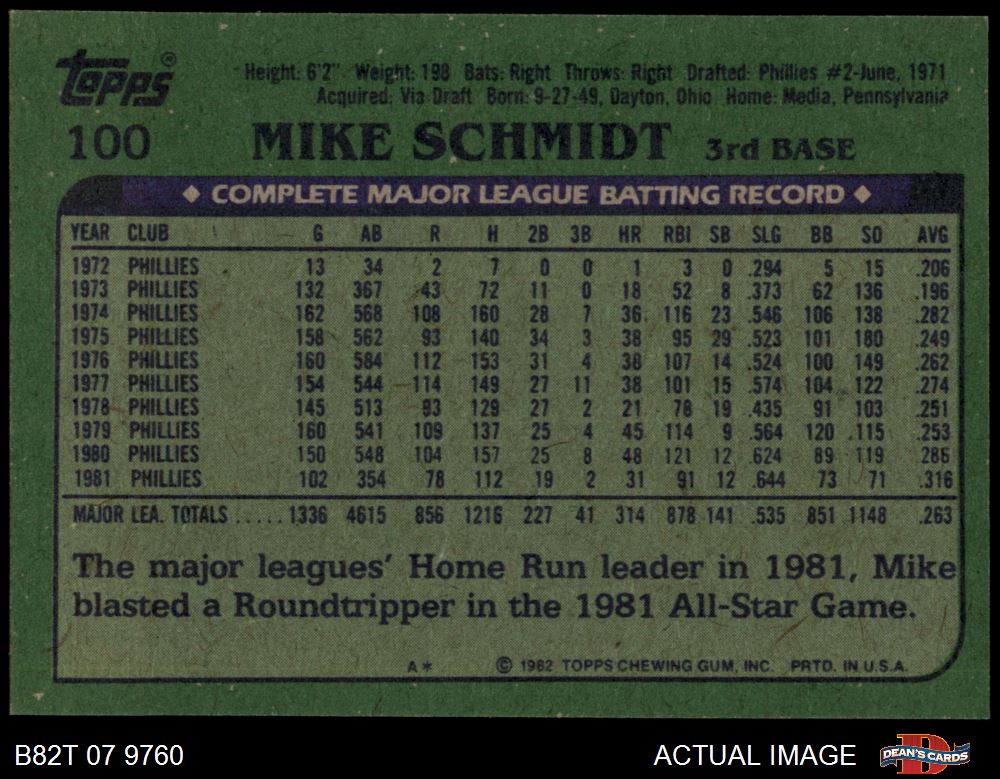 Topps®
Height: 6'2" Weight: 198 Bats: Right Throws: Right Drafted: Phillies #2-June, 1971
Acquired: Via Draft Born: 9-27-49, Dayton, Ohio Home: Media, Pennsylvania
100 MIKE SCHMIDT 3rd BASE
◆ COMPLETE MAJOR LEAGUE BATTING RECORD ◆
YEAR CLUB G AB R H 2B 3B HR RBI SB SLG BB SO AVG
1972 PHILLIES 13 34 2 7 0 0 1 3 0 .294 5 15 .206
1973 PHILLIES 132 367 43 72 11 0 18 52 8 .373 62 136 .196
1974 PHILLIES 162 568 108 160 28 7 36 116 23 .546 106 138 .282
1975 PHILLIES 158 562 93 140 34 3 38 95 29 .523 101 180 .249
1976 PHILLIES 160 584 112 153 31 4 38 107 14 .524 100 149 .262
1977 PHILLIES 154 544 114 149 27 11 38 101 15 .574 104 122 .274
1978 PHILLIES 145 513 93 129 27 2 21 78 19 .435 91 103 .251
1979 PHILLIES 160 541 109 137 25 4 45 114 9 .564 120 115 .253
1980 PHILLIES 150 548 104 157 25 8 48 121 12 .624 89 119 .286
1981 PHILLIES 102 354 78 112 19 2 31 91 12 .644 73 71 .316
MAJOR LEA. TOTALS ..... 1336 4615 856 1216 227 41 314 878 141 .535 851 1148 .263
The major leagues' Home Run leader in 1981, Mike
blasted a Roundtripper in the 1981 All-Star Game.
A* © 1982 TOPPS CHEWING GUM, INC. PRTD. IN U.S.A.
B82T 07 9760 ACTUAL IMAGE DEAN'S CARDS